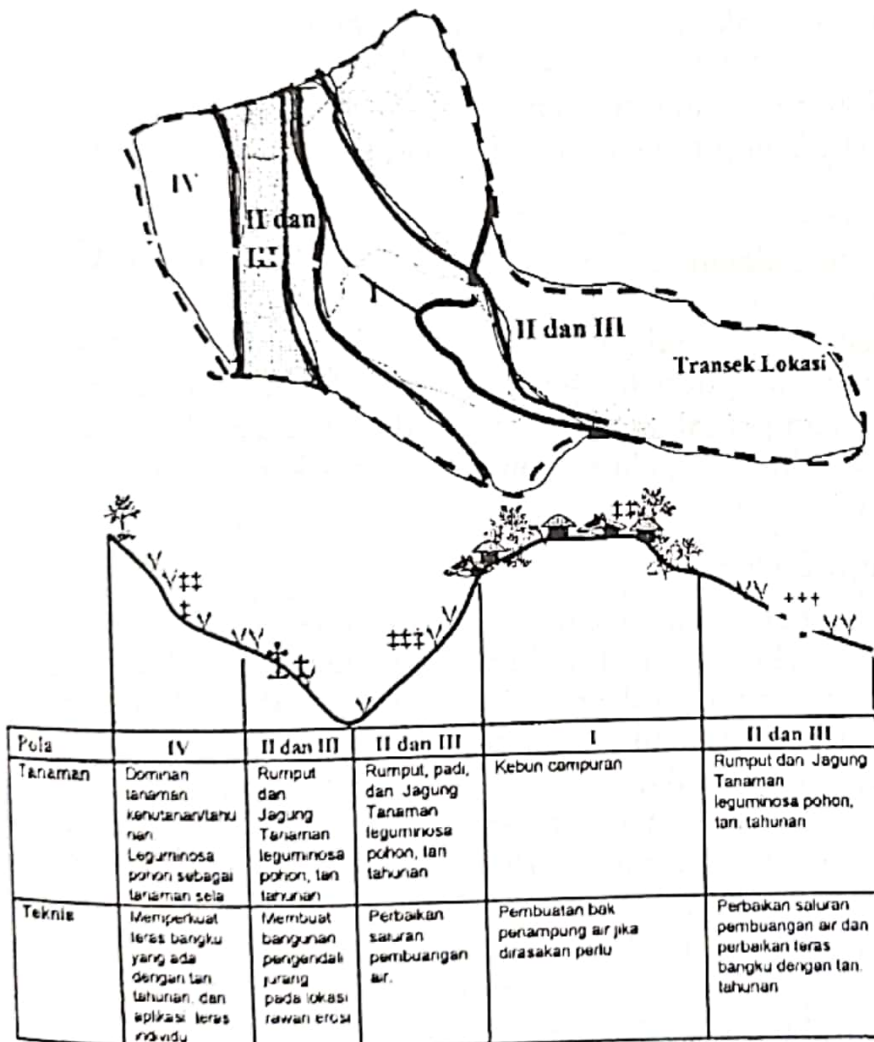 IV
II dan
III
I
II dan III
Transek Lokasi
Pola
IV
II dan III
II dan III
I
II dan III
Tanaman
Dominan
tanaman
kehutanan/tahu
nan
Leguminosa
pohon sebagai
tanaman sela
Rumput
dan
Jagung
Tanaman
leguminosa
pohon, tan
tahunan
Rumput, padi,
dan Jagung
Tanaman
leguminosa
pohon, tan
tahunan
Kebun campuran
Rumput dan Jagung
Tanaman
leguminosa pohon,
tan. tahunan
Teknis
Memperkuat
teras bangku
yang ada
dengan tan
tahunan, dan
aplikasi teras
individu
Membuat
bangunan
pengendali
jurang
pada lokasi
rawan erosi
Perbaikan
saluran
pembuangan
air.
Pembuatan bak
penampung air jika
dirasakan perlu
Perbaikan saluran
pembuangan air dan
perbaikan teras
bangku dengan tan.
tahunan